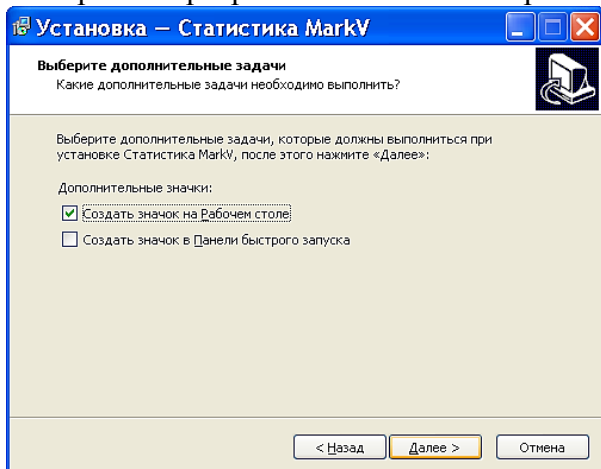 Установка — Статистика MarkV
Выберите дополнительные задачи
Какие дополнительные задачи необходимо выполнить?
Выберите дополнительные задачи, которые должны выполниться при
установке Статистика MarkV, после этого нажмите «Далее»:
Дополнительные значки:
Создать значок на Рабочем столе
Создать значок в Панели быстрого запуска
< Назад Далее > Отмена